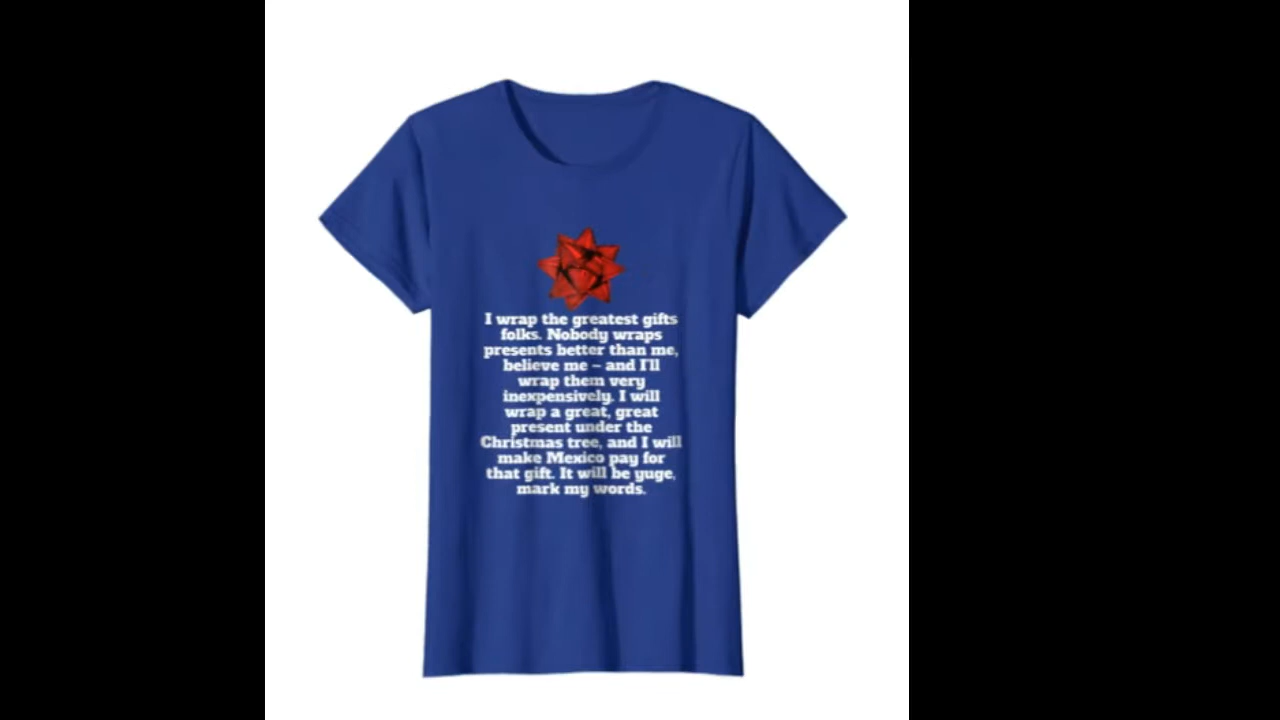 I wrap the greatest gifts
folks. Nobody wraps
presents better than me,
believe me – and I'll
wrap them very
inexpensively. I will
wrap a great, great
present under the
Christmas tree, and I will
make Mexico pay for
that gift. It will be yuge,
mark my words.